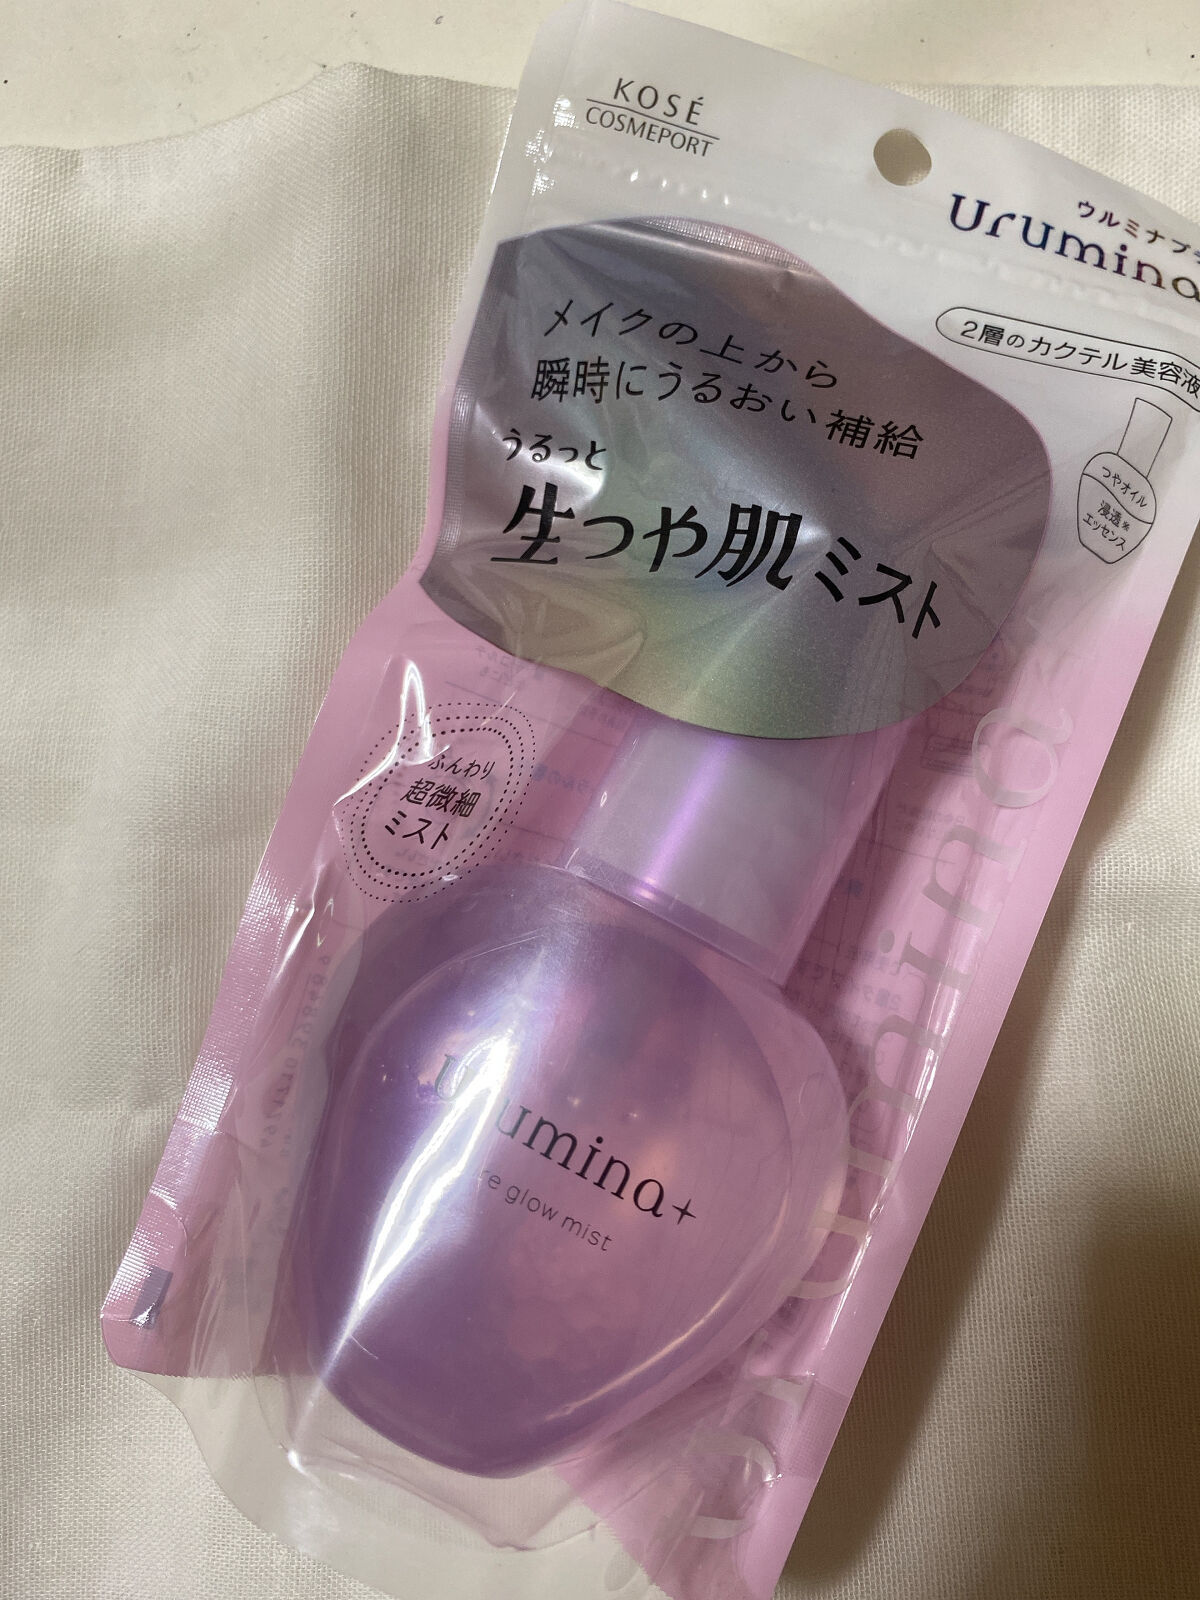 KOSÉ
COSMEPORT
ウルミナプラ
urumina
2層のカクテル美容液
つやオイル
浸透※
エッセンス
メイクの上から
瞬時にうるおい補給
うるっと
生つや肌ミスト
ふんわり
超微細
ミスト
urumina+
urumina+
re glow mist